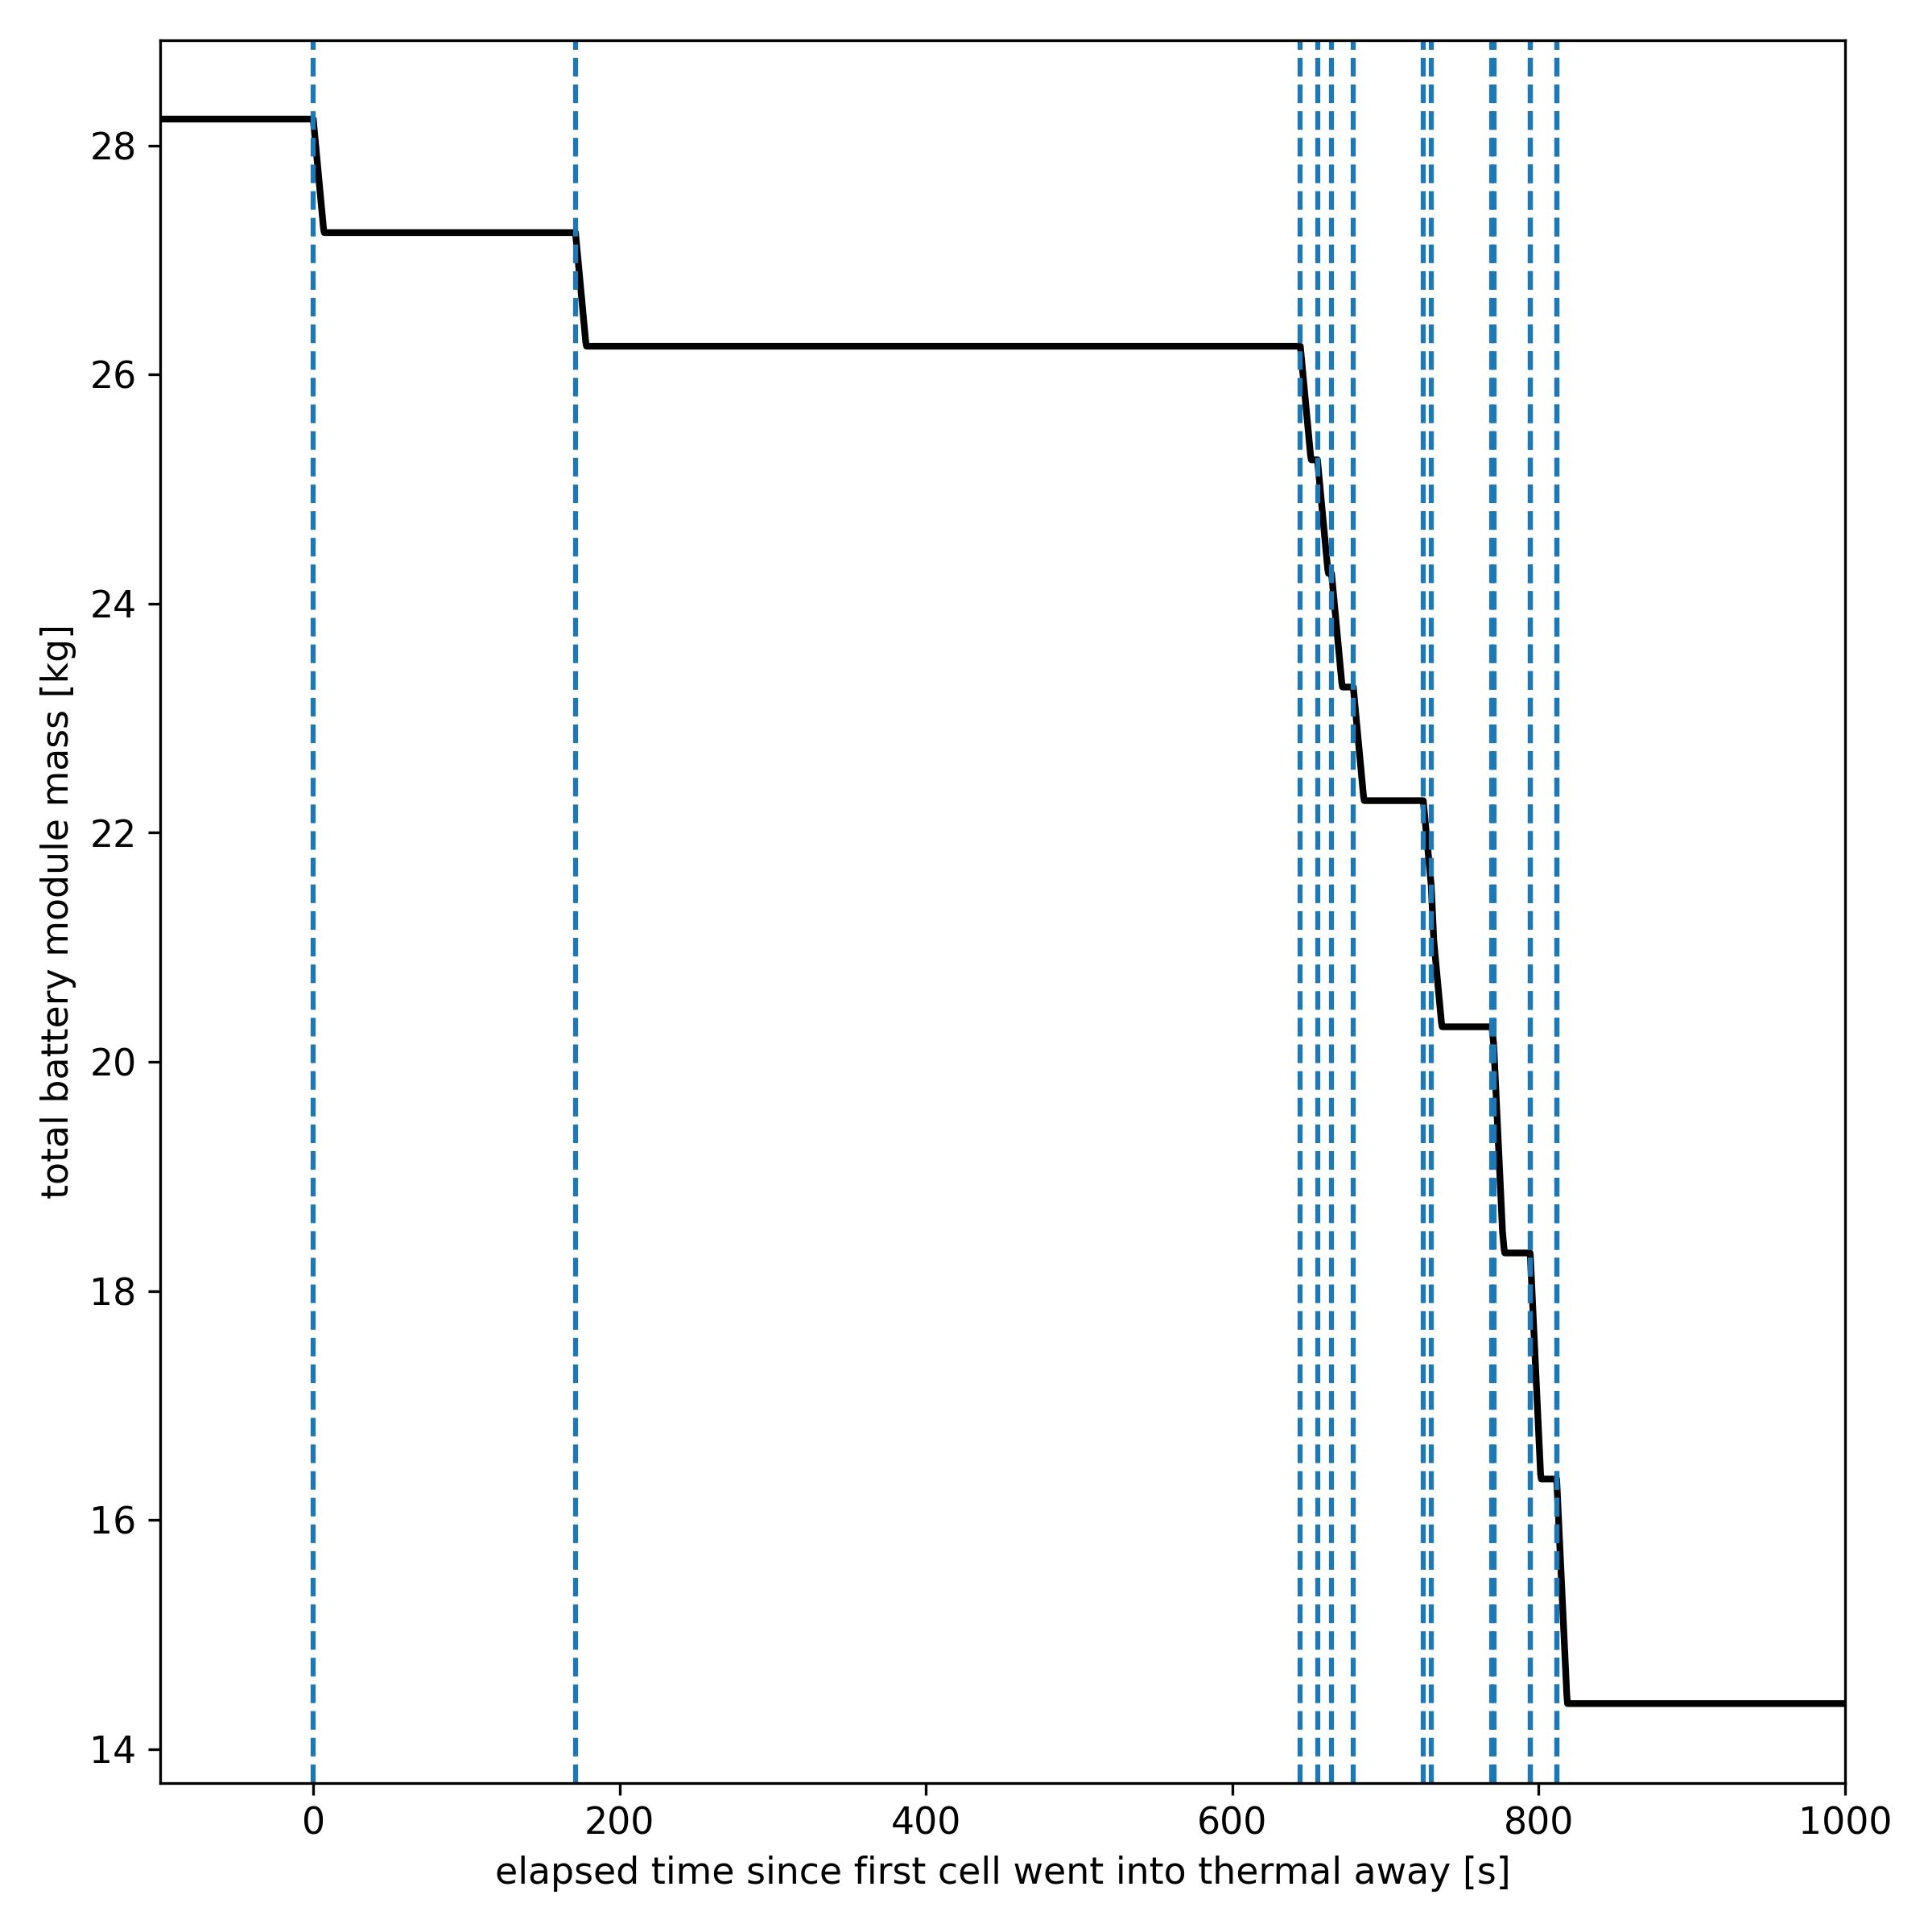 28
26
24
22
20
18
16
14
total battery module mass [kg]
0 200 400 600 800 1000
elapsed time since first cell went into thermal away [s]